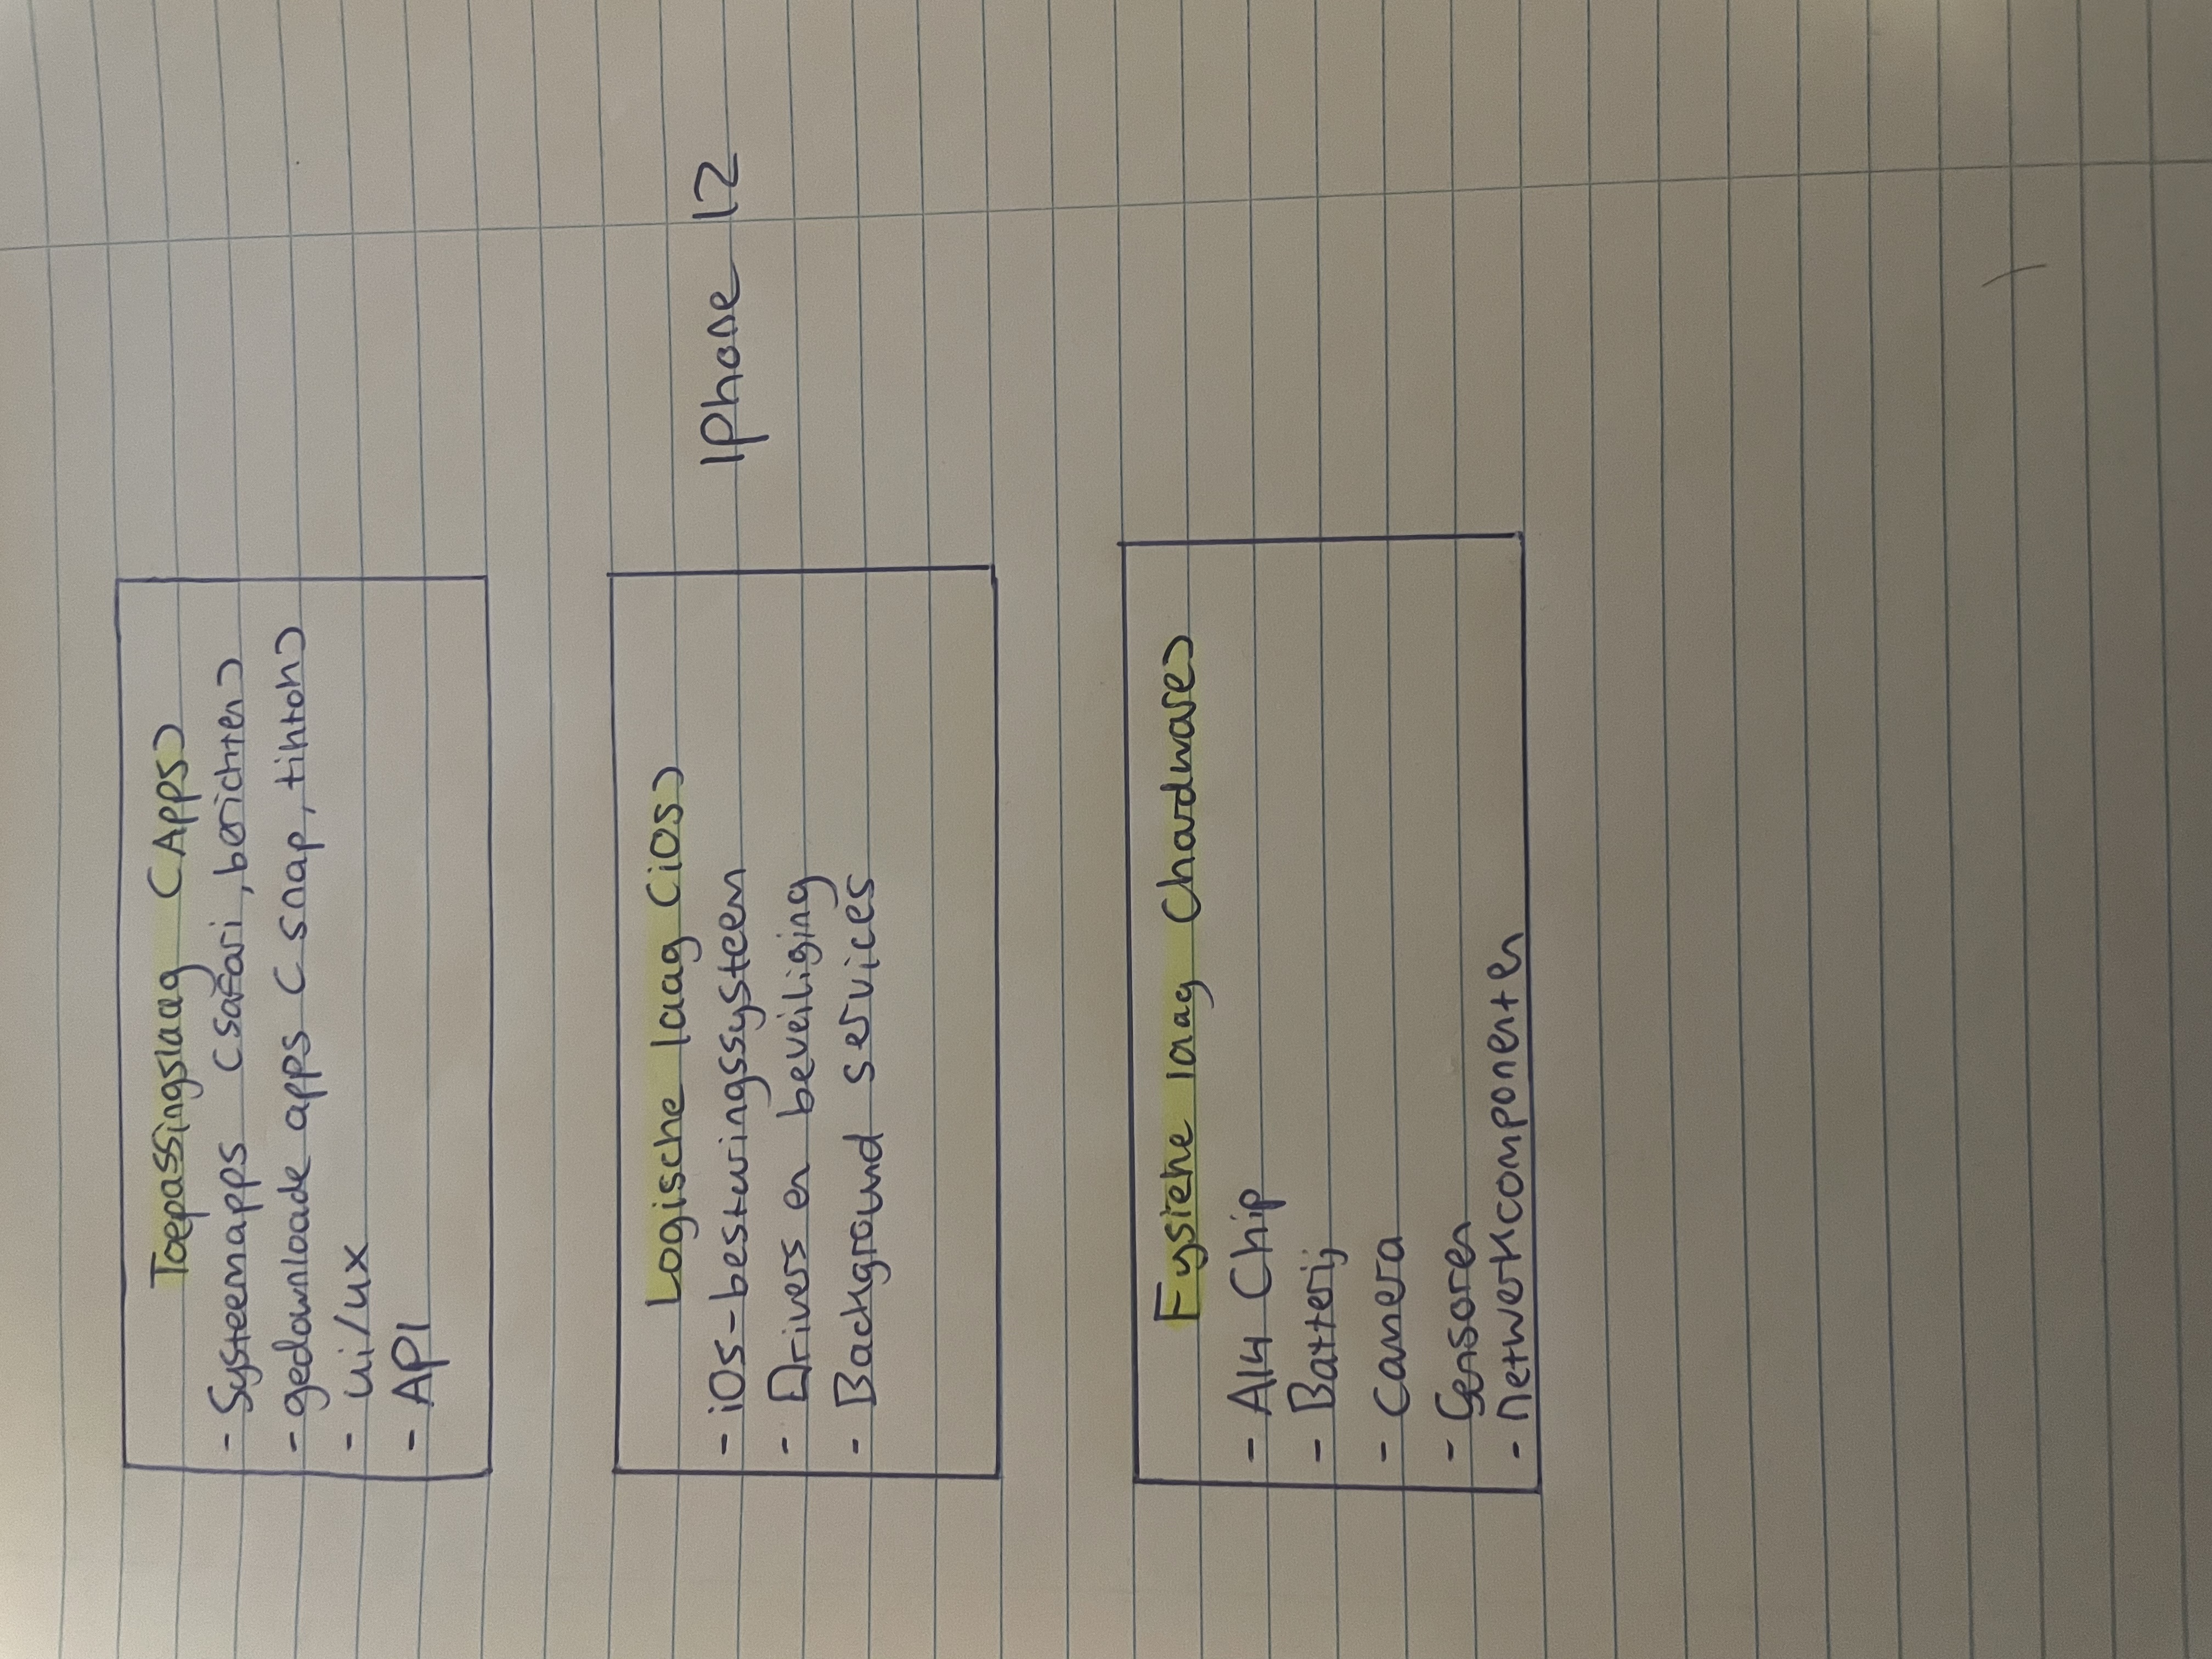 Toepassingslaag (Apps)
- Systeemapps (safari, berichten)
- gedownloade apps (snap, tiktok)
- ui/ux
- API
Logische laag (iOS)
- iOS-besturingssysteem
- Drivers en beveiliging
- Background services
IPhone 12
Fysieke laag (hardware)
- A14 Chip
- Batterij
- camera
- Sensoren
- netwerkcomponenten